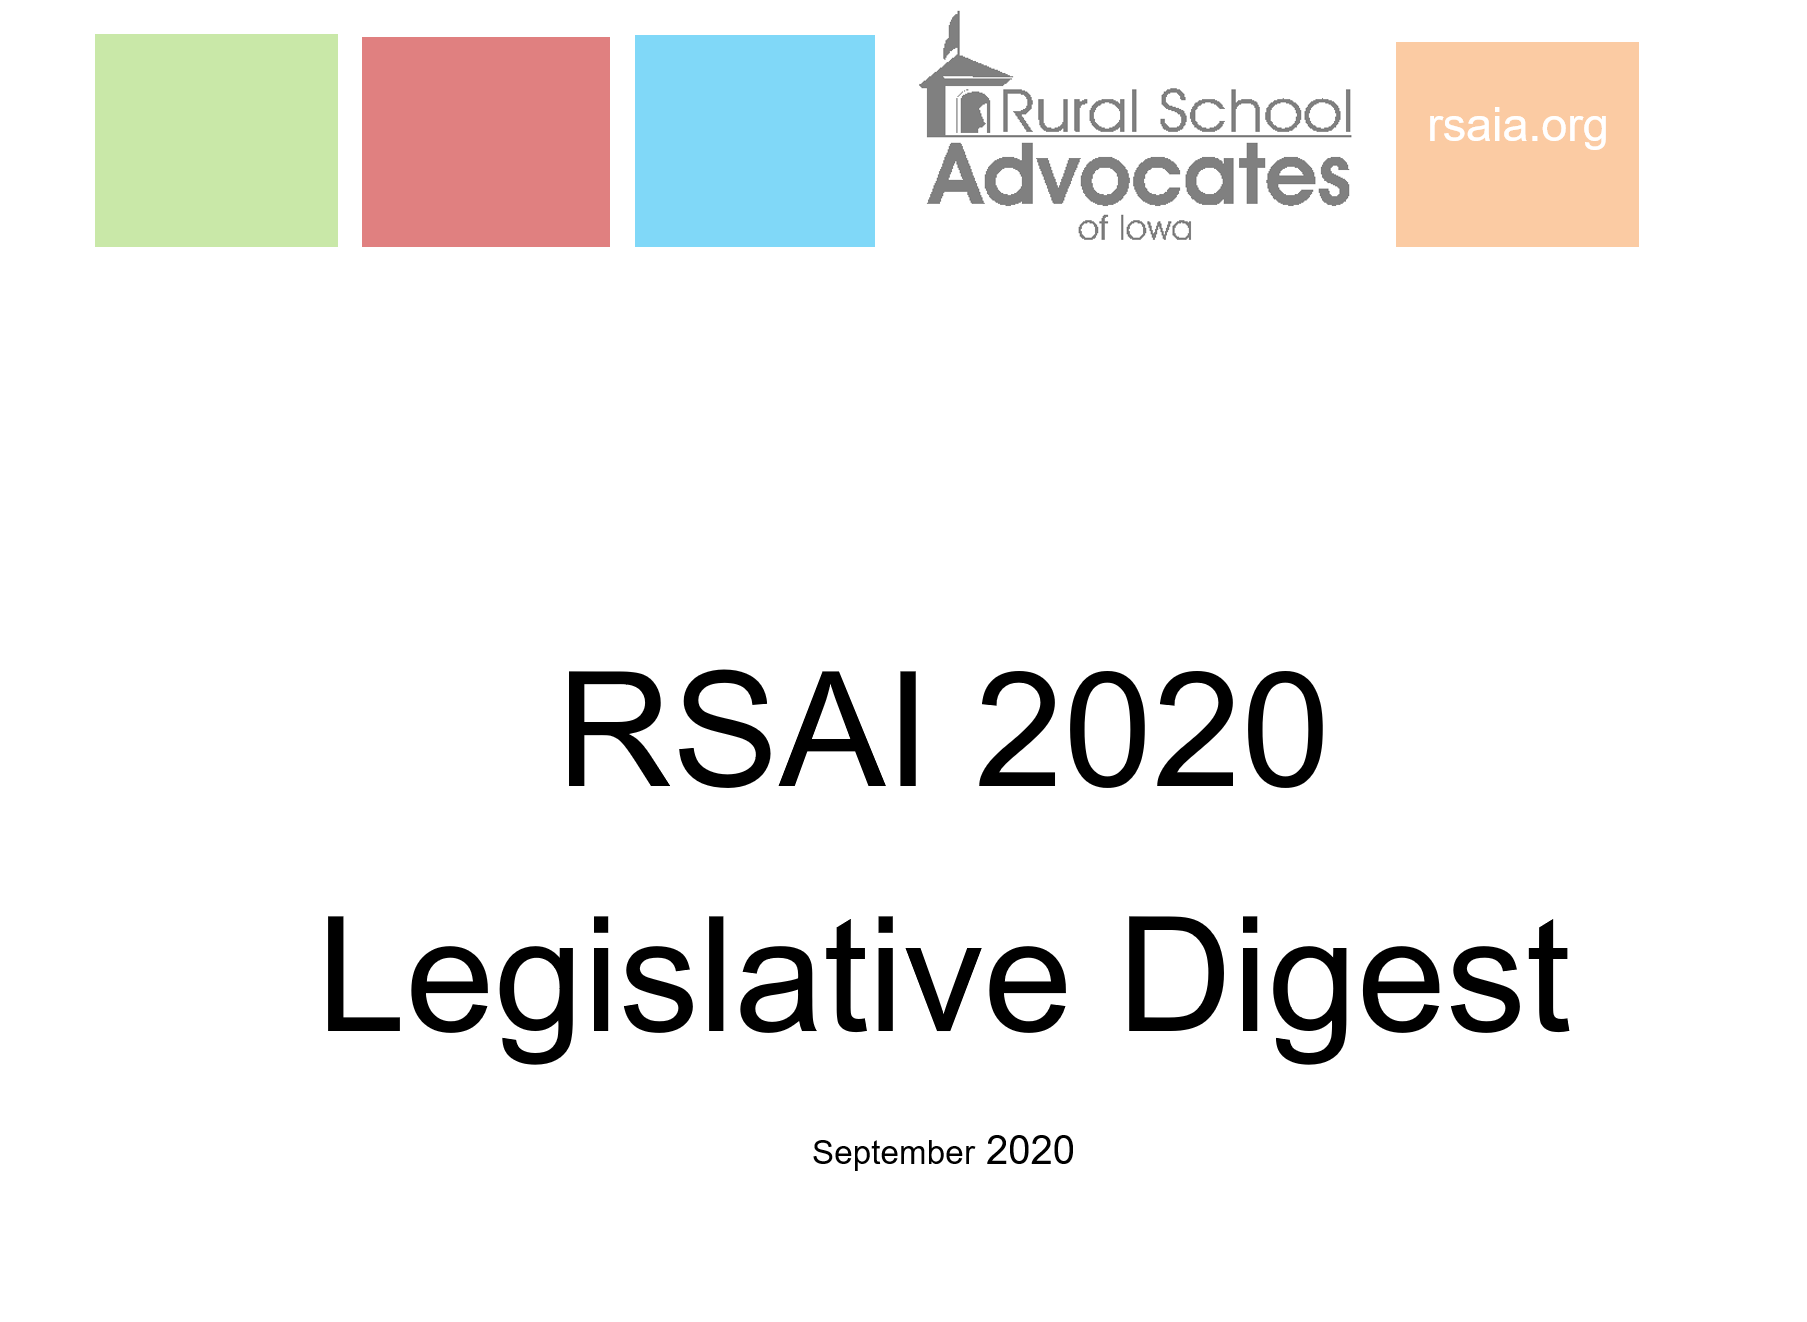 Rural School
Advocates
of Iowa
rsaia.org
RSAI 2020
Legislative Digest
September 2020